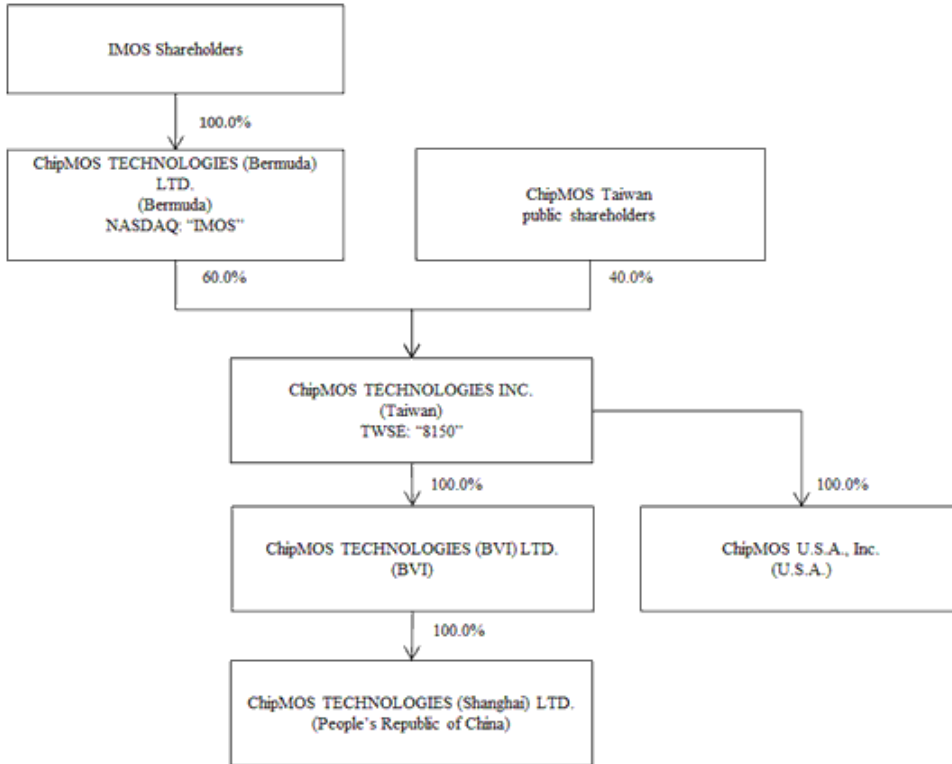 IMOS Shareholders
100.0%
ChipMOS TECHNOLOGIES (Bermuda)
LTD.
(Bermuda)
NASDAQ: “IMOS”
ChipMOS Taiwan
public shareholders
60.0%
40.0%
ChipMOS TECHNOLOGIES INC.
(Taiwan)
TWSE: “8150”
100.0%
100.0%
ChipMOS TECHNOLOGIES (BVI) LTD.
(BVI)
ChipMOS U.S.A., Inc.
(U.S.A.)
100.0%
ChipMOS TECHNOLOGIES (Shanghai) LTD.
(People’s Republic of China)